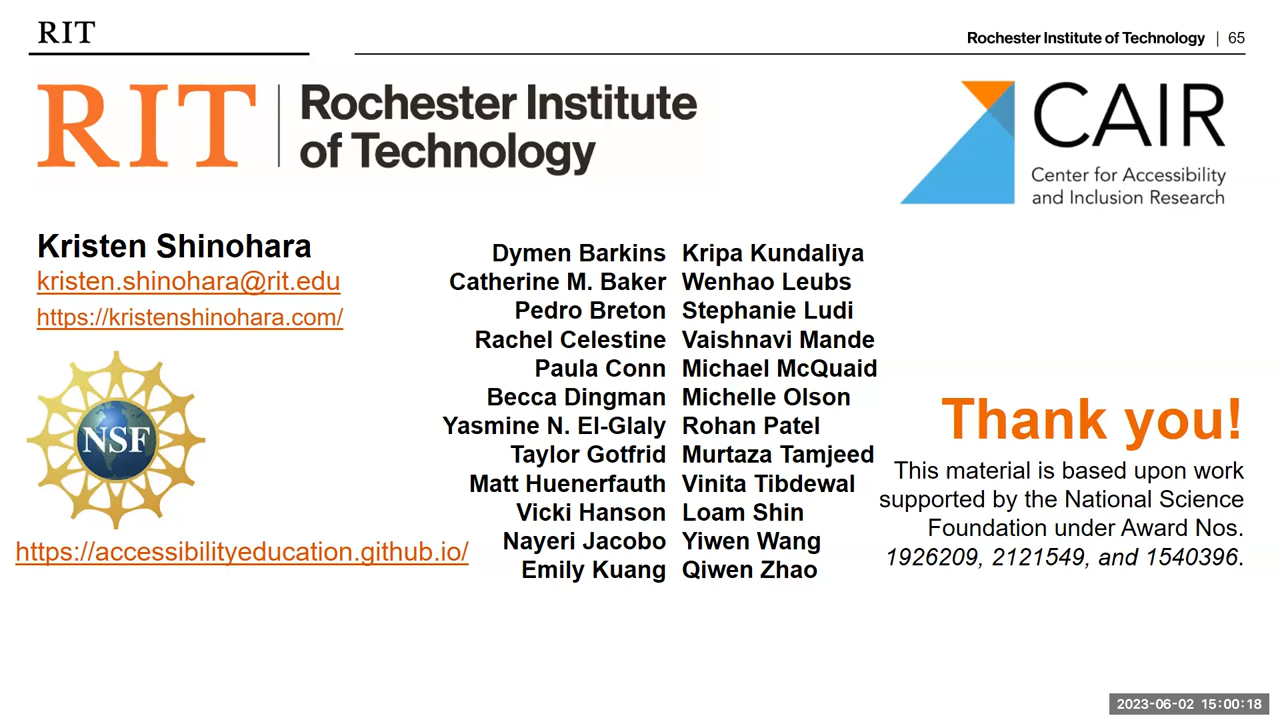 RIT
Rochester Institute of Technology | 65
RIT | Rochester Institute
of Technology
CAIR
Center for Accessibility
and Inclusion Research
Kristen Shinohara
kristen.shinohara@rit.edu
https://kristenshinohara.com/
NSF
https://accessibilityeducation.github.io/
Dymen Barkins Kripa Kundaliya
Catherine M. Baker Wenhao Leubs
Pedro Breton Stephanie Ludi
Rachel Celestine Vaishnavi Mande
Paula Conn Michael McQuaid
Becca Dingman Michelle Olson
Yasmine N. El-Glaly Rohan Patel
Taylor Gotfrid Murtaza Tamjeed
Matt Huenerfauth Vinita Tibdewal
Vicki Hanson Loam Shin
Nayeri Jacobo Yiwen Wang
Emily Kuang Qiwen Zhao
Thank you!
This material is based upon work
supported by the National Science
Foundation under Award Nos.
1926209, 2121549, and 1540396.
2023-06-02 15:00:18